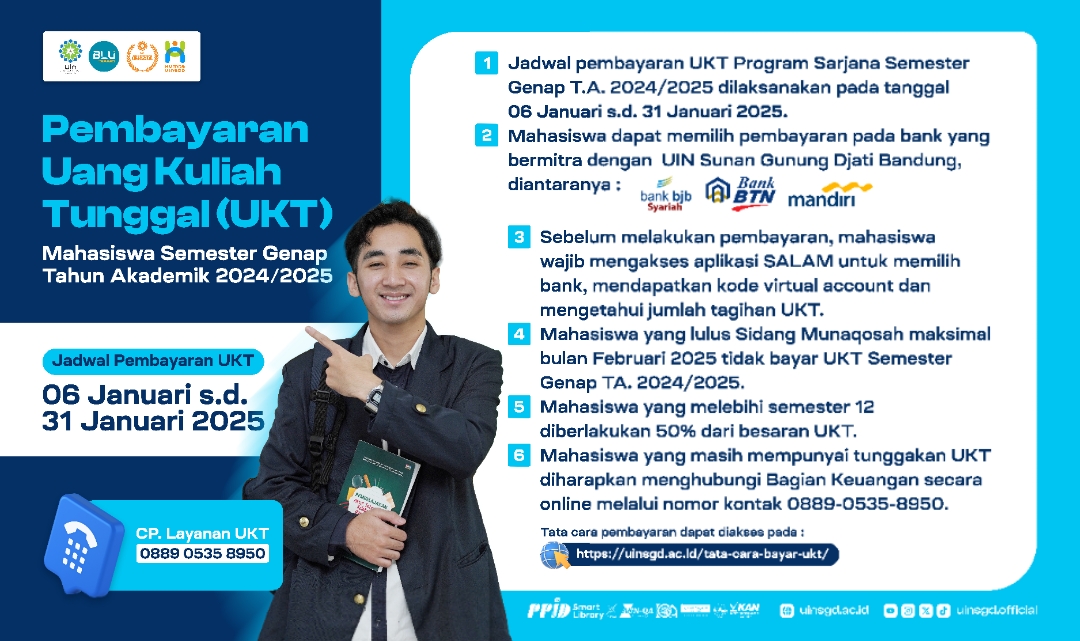 uin
BLU
Pembayaran
Uang Kuliah
Tunggal (UKT)
Mahasiswa Semester Genap
Tahun Akademik 2024/2025
Jadwal Pembayaran UKT
06 Januari s.d.
31 Januari 2025
CP. Layanan UKT
0889 0535 8950
1 Jadwal pembayaran UKT Program Sarjana Semester
Genap T.A. 2024/2025 dilaksanakan pada tanggal
06 Januari s.d. 31 Januari 2025.
2 Mahasiswa dapat memilih pembayaran pada bank yang
bermitra dengan UIN Sunan Gunung Djati Bandung,
diantaranya :
bank bjb
Syariah
Bank
BTN
mandiri
3 Sebelum melakukan pembayaran, mahasiswa
wajib mengakses aplikasi SALAM untuk memilih
bank, mendapatkan kode virtual account dan
mengetahui jumlah tagihan UKT.
4 Mahasiswa yang lulus Sidang Munaqosah maksimal
bulan Februari 2025 tidak bayar UKT Semester
Genap TA. 2024/2025.
5 Mahasiswa yang melebihi semester 12
diberlakukan 50% dari besaran UKT.
6 Mahasiswa yang masih mempunyai tunggakan UKT
diharapkan menghubungi Bagian Keuangan secara
online melalui nomor kontak 0889-0535-8950.
Tata cara pembayaran dapat diakses pada :
https://uinsgd.ac.id/tata-cara-bayar-ukt/
PPID
Smart
Library
KAN
uinsgd.ac.id
uinsgd.official